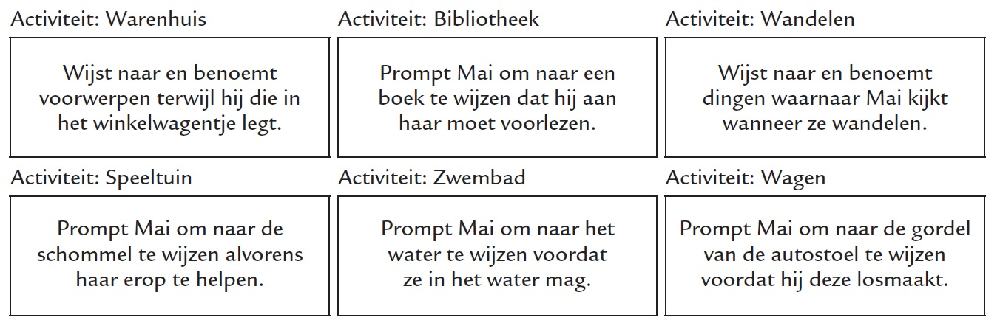 Activiteit: Warenhuis
Wijst naar en benoemt
voorwerpen terwijl hij die in
het winkelwagentje legt.
Activiteit: Bibliotheek
Prompt Mai om naar een
boek te wijzen dat hij aan
haar moet voorlezen.
Activiteit: Wandelen
Wijst naar en benoemt
dingen waarnaar Mai kijkt
wanneer ze wandelen.
Activiteit: Speeltuin
Prompt Mai om naar de
schommel te wijzen alvorens
haar erop te helpen.
Activiteit: Zwembad
Prompt Mai om naar het
water te wijzen voordat
ze in het water mag.
Activiteit: Wagen
Prompt Mai om naar de gordel
van de autostoel te wijzen
voordat hij deze losmaakt.